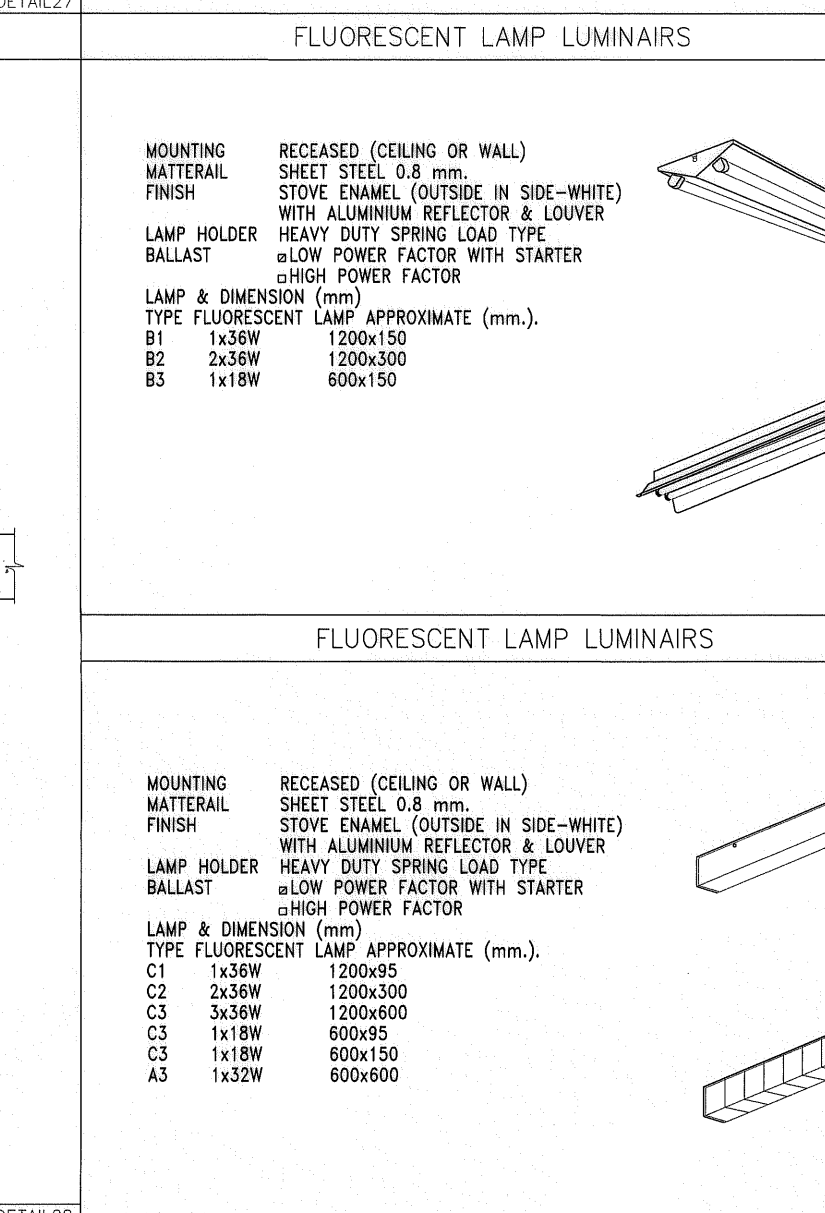 DETAIL27
FLUORESCENT LAMP LUMINAIRS
MOUNTING RECEASED (CEILING OR WALL)
MATTERAIL SHEET STEEL 0.8 mm.
FINISH STOVE ENAMEL (OUTSIDE IN SIDE-WHITE)
WITH ALUMINIUM REFLECTOR & LOUVER
LAMP HOLDER HEAVY DUTY SPRING LOAD TYPE
BALLAST ☑LOW POWER FACTOR WITH STARTER
☐HIGH POWER FACTOR
LAMP & DIMENSION (mm)
TYPE FLUORESCENT LAMP APPROXIMATE (mm.).
B1 1x36W 1200x150
B2 2x36W 1200x300
B3 1x18W 600x150
FLUORESCENT LAMP LUMINAIRS
MOUNTING RECEASED (CEILING OR WALL)
MATTERAIL SHEET STEEL 0.8 mm.
FINISH STOVE ENAMEL (OUTSIDE IN SIDE-WHITE)
WITH ALUMINIUM REFLECTOR & LOUVER
LAMP HOLDER HEAVY DUTY SPRING LOAD TYPE
BALLAST ☑LOW POWER FACTOR WITH STARTER
☐HIGH POWER FACTOR
LAMP & DIMENSION (mm)
TYPE FLUORESCENT LAMP APPROXIMATE (mm.).
C1 1x36W 1200x95
C2 2x36W 1200x300
C3 3x36W 1200x600
C3 1x18W 600x95
C3 1x18W 600x150
A3 1x32W 600x600